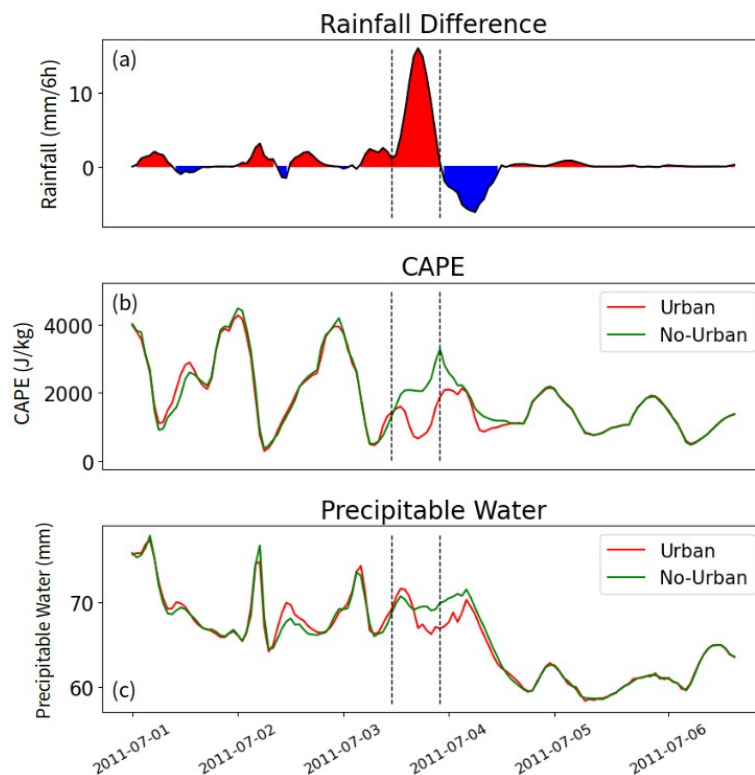 Rainfall Difference
(a)
Rainfall (mm/6h)
10
0
CAPE
(b)
CAPE (J/kg)
4000
2000
0
Urban
No-Urban
Precipitable Water
Precipitable Water (mm)
70
60
Urban
No-Urban
(c)
2011-07-01
2011-07-02
2011-07-03
2011-07-04
2011-07-05
2011-07-06